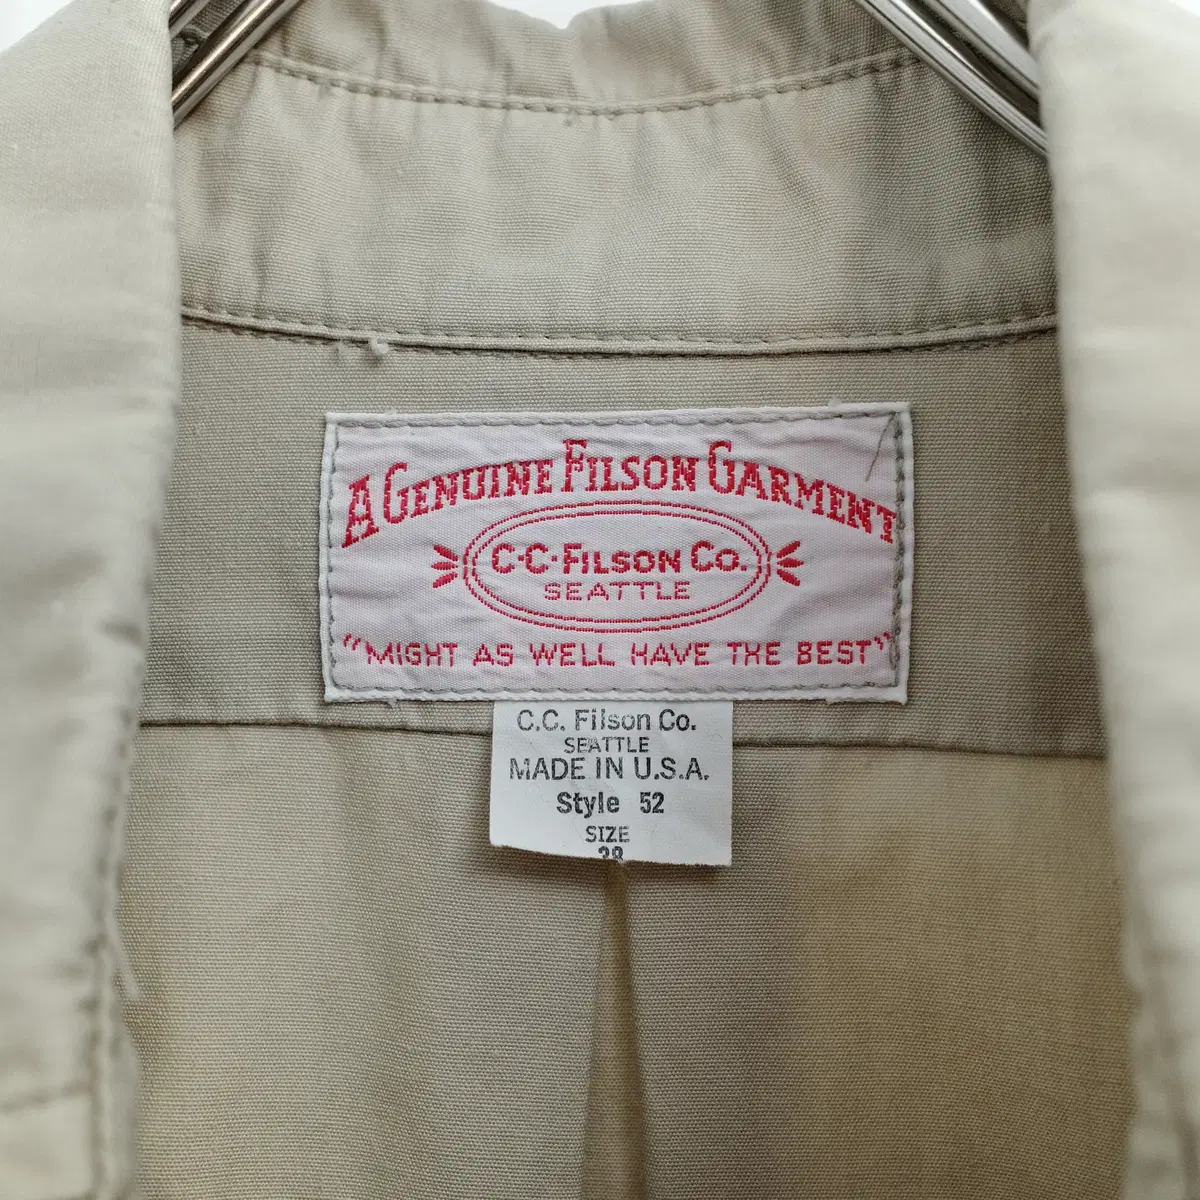 A GENUINE FILSON GARMENT
C·C·FILSON CO.
SEATTLE
"MIGHT AS WELL HAVE THE BEST"
C.C. Filson Co.
SEATTLE
MADE IN U.S.A.
Style 52
SIZE